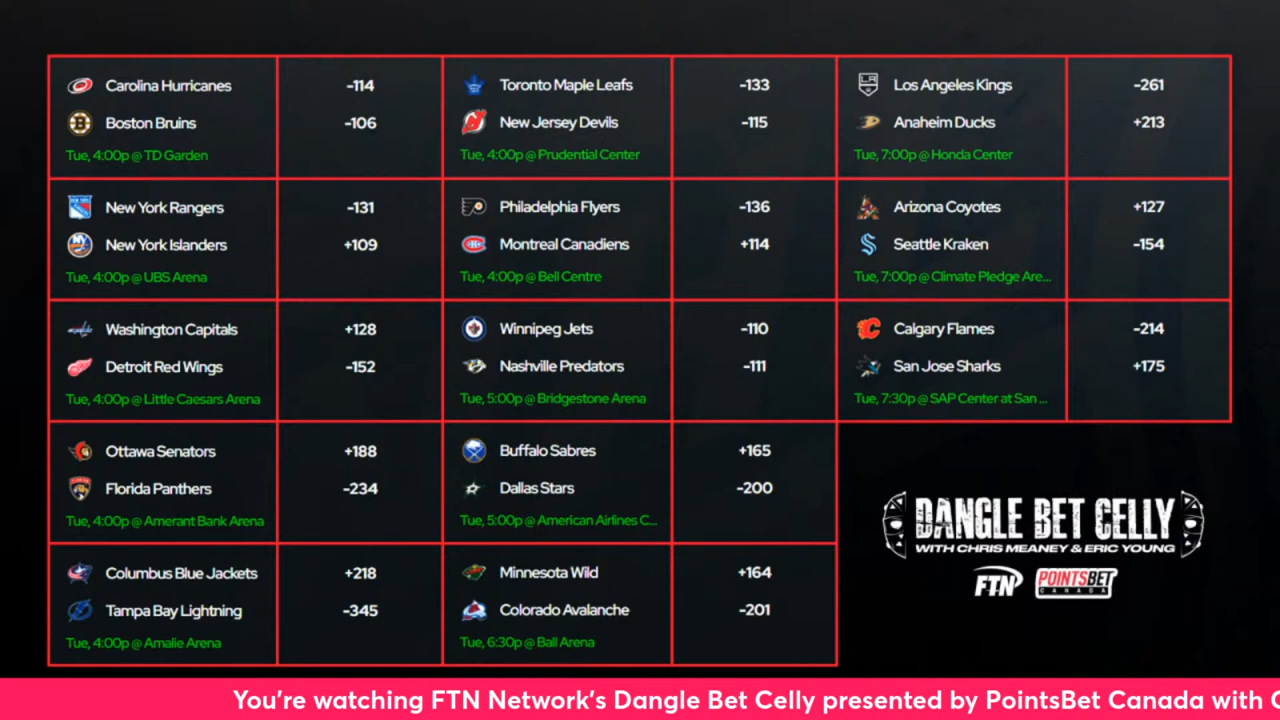 Carolina Hurricanes -114
Boston Bruins -106
Tue, 4:00p @ TD Garden
New York Rangers -131
New York Islanders +109
Tue, 4:00p @ UBS Arena
Washington Capitals +128
Detroit Red Wings -152
Tue, 4:00p @ Little Caesars Arena
Ottawa Senators +188
Florida Panthers -234
Tue, 4:00p @ Amerant Bank Arena
Columbus Blue Jackets +218
Tampa Bay Lightning -345
Tue, 4:00p @ Amalie Arena
Toronto Maple Leafs -133
New Jersey Devils -115
Tue, 4:00p @ Prudential Center
Philadelphia Flyers -136
Montreal Canadiens +114
Tue, 4:00p @ Bell Centre
Winnipeg Jets -110
Nashville Predators -111
Tue, 5:00p @ Bridgestone Arena
Buffalo Sabres +165
Dallas Stars -200
Tue, 5:00p @ American Airlines C...
Minnesota Wild +164
Colorado Avalanche -201
Tue, 6:30p @ Ball Arena
Los Angeles Kings -261
Anaheim Ducks +213
Tue, 7:00p @ Honda Center
Arizona Coyotes +127
Seattle Kraken -154
Tue, 7:00p @ Climate Pledge Are...
Calgary Flames -214
San Jose Sharks +175
Tue, 7:30p @ SAP Center at San ...
DANGLE BET CELLY
WITH CHRIS MEANEY & ERIC YOUNG
FTN POINTSBET
CANADA
You're watching FTN Network's Dangle Bet Celly presented by PointsBet Canada with